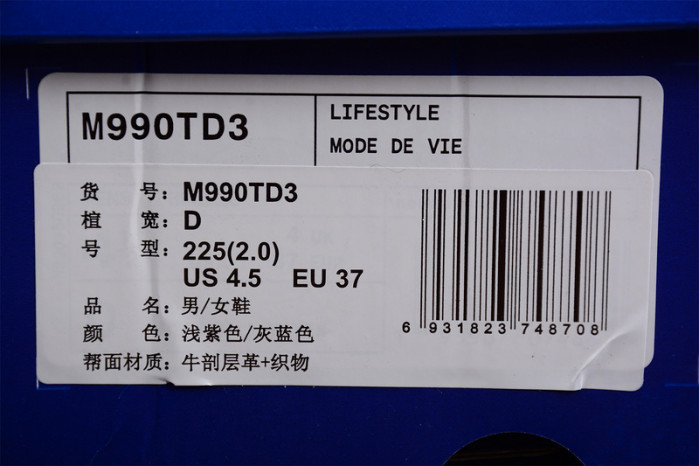 M990TD3
LIFESTYLE
MODE DE VIE
货 号: M990TD3
楦 宽: D
号 型: 225(2.0)
US 4.5 EU 37
品 名: 男/女鞋
颜 色: 浅紫色/灰蓝色
帮面材质: 牛剖层革+织物
6 931823 748708